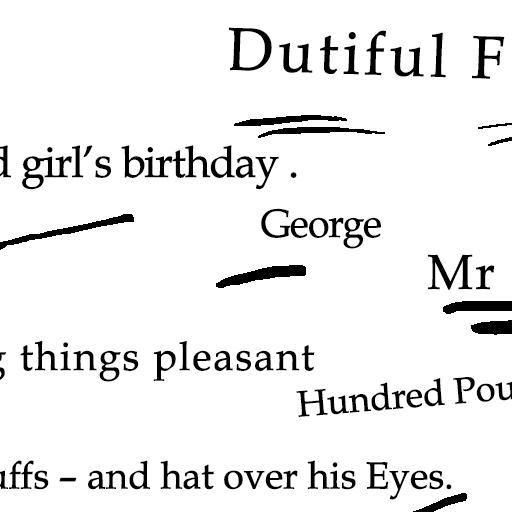 Dutiful F
d girl’s birthday .
George
Mr
g things pleasant
Hundred Pou
uffs – and hat over his Eyes.